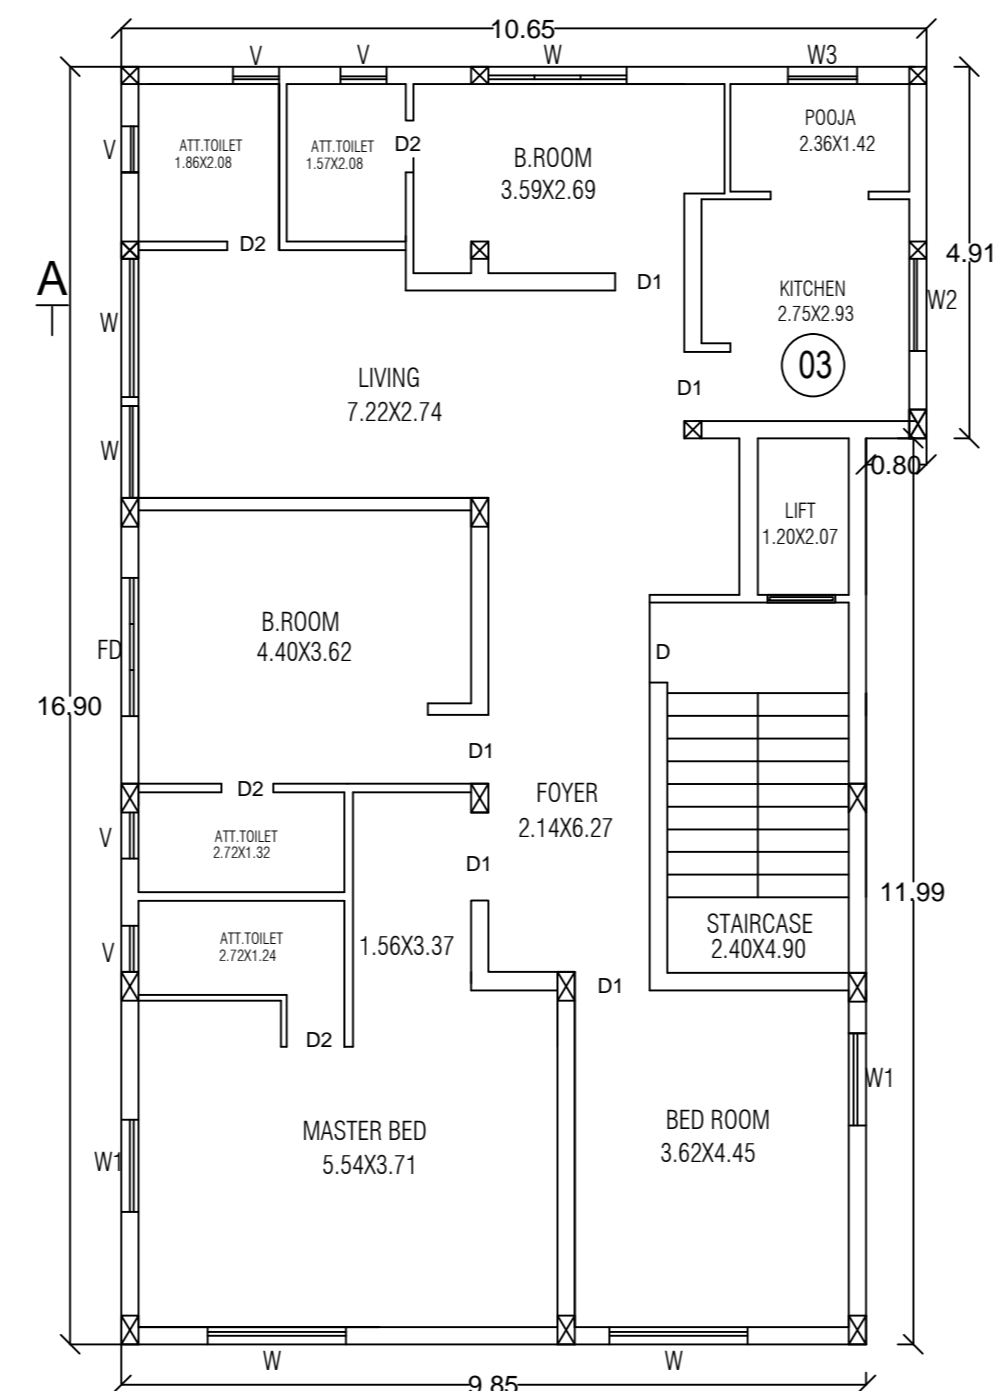 10.65
V
V
W
W3
V
ATT.TOILET
1.86X2.08
ATT.TOILET
1.57X2.08
D2
B.ROOM
3.59X2.69
POOJA
2.36X1.42
D2
A
D1
4.91
KITCHEN
2.75X2.93
W2
W
03
LIVING
7.22X2.74
D1
W
0.80
LIFT
1.20X2.07
B.ROOM
4.40X3.62
FD
D
16.90
D1
D2
FOYER
2.14X6.27
V
ATT.TOILET
2.72X1.32
D1
11.99
V
ATT.TOILET
2.72X1.24
1.56X3.37
STAIRCASE
2.40X4.90
D1
D2
W1
MASTER BED
5.54X3.71
BED ROOM
3.62X4.45
W1
W
W
9.85